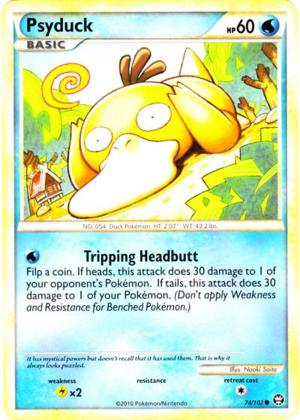 Psyduck HP 60
BASIC
NO. 054 Duck Pokémon HT: 2'07" WT: 43.2 lbs.
Tripping Headbutt
Filp a coin. If heads, this attack does 30 damage to 1 of
your opponent's Pokémon. If tails, this attack does 30
damage to 1 of your Pokémon. (Don't apply Weakness
and Resistance for Benched Pokémon.)
Illus. Naoki Saito
It has mystical powers but doesn't recall that it has used them. That is why it
always looks puzzled.
weakness resistance retreat cost
×2
©2010 Pokémon/Nintendo 74/102